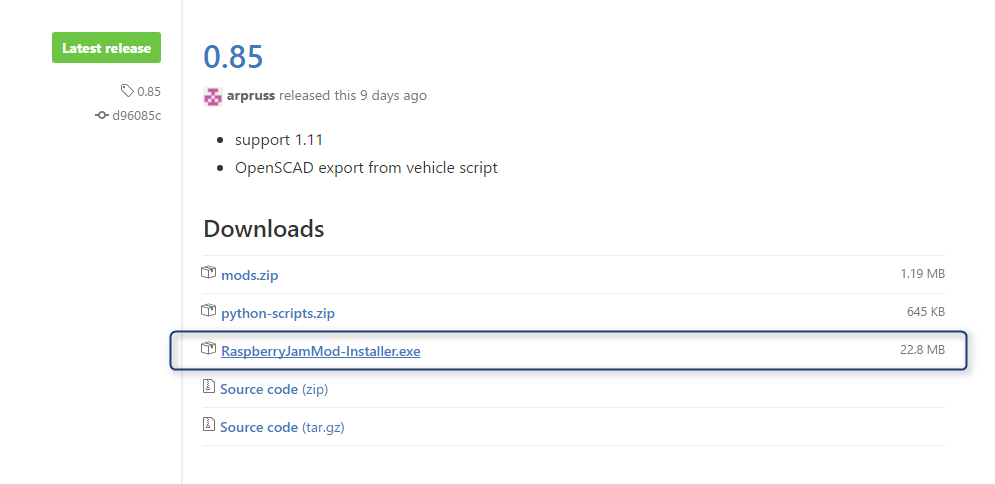 Latest release
0.85
d96085c
0.85
arpruss released this 9 days ago
support 1.11
OpenSCAD export from vehicle script
Downloads
mods.zip 1.19 MB
python-scripts.zip 645 KB
RaspberryJamMod-Installer.exe 22.8 MB
Source code (zip)
Source code (tar.gz)